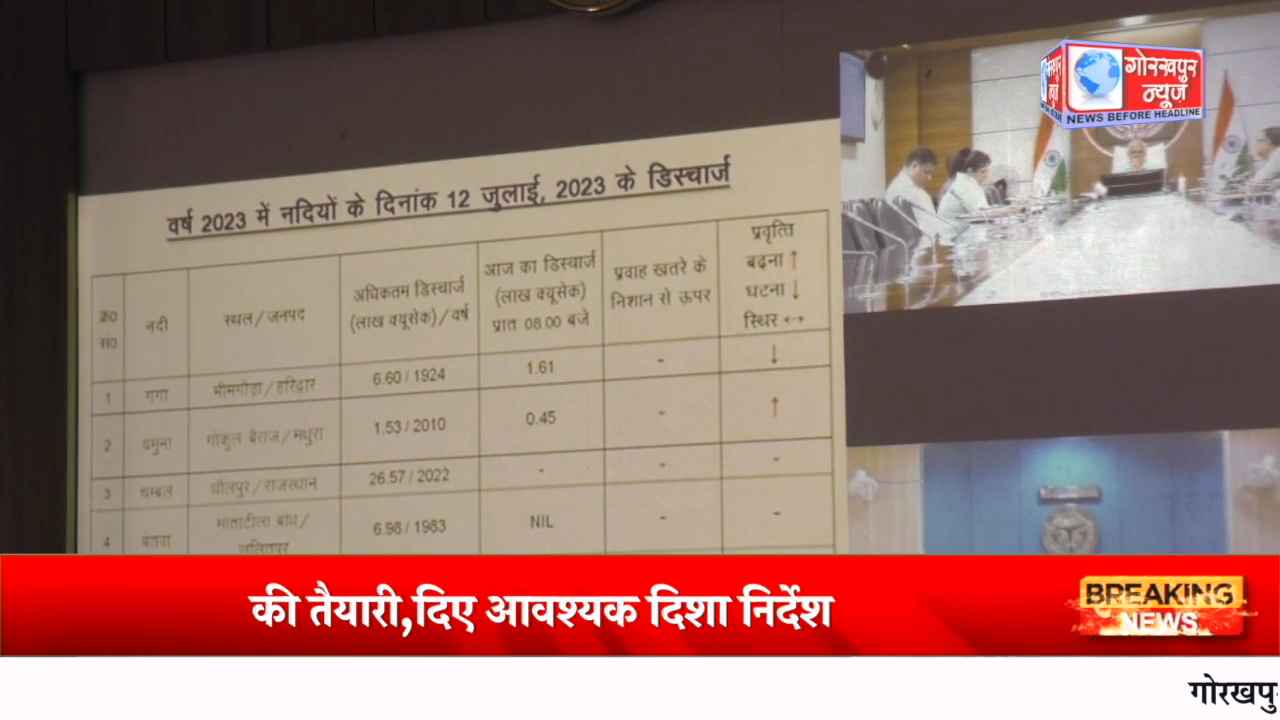 गोरखपुर
न्यूज़
NEWS BEFORE HEADLINE
वर्ष 2023 में नदियों के दिनांक 12 जुलाई, 2023 के डिस्चार्ज
क्र0 सं0 नदी स्थल/जनपद अधिकतम डिस्चार्ज (लाख क्यूसेक)/वर्ष आज का डिस्चार्ज (लाख क्यूसेक) प्रात 08.00 बजे प्रवाह खतरे के निशान से ऊपर प्रवृत्ति बढ़ना ↑ घटना ↓ स्थिर ↔
1 गंगा भीमगोडा/हरिद्वार 6.60 / 1924 1.61 - ↓
2 यमुना गोकुल बैराज/मथुरा 1.53 / 2010 0.45 - ↑
3 चम्बल धौलपुर/राजस्थान 26.57 / 2022 - - -
4 बेतवा माताटीला बांध/ ललितपुर 6.98 / 1983 NIL - -
की तैयारी,दिए आवश्यक दिशा निर्देश
BREAKING
NEWS